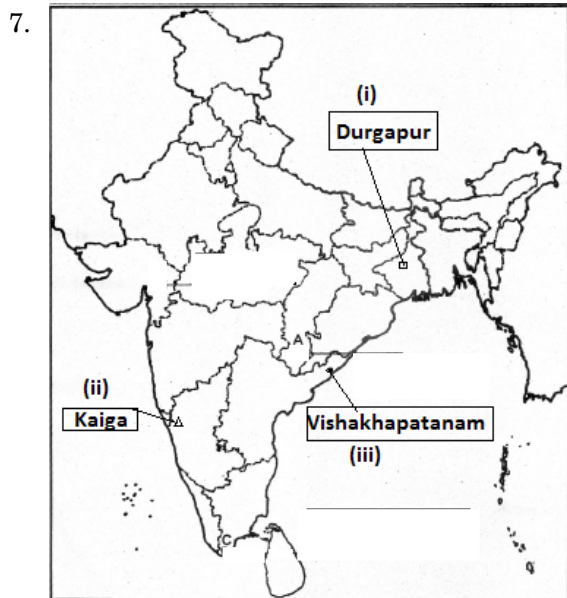 7.
(i)
Durgapur
A
(ii)
Kaiga
Vishakhapatanam
(iii)
C